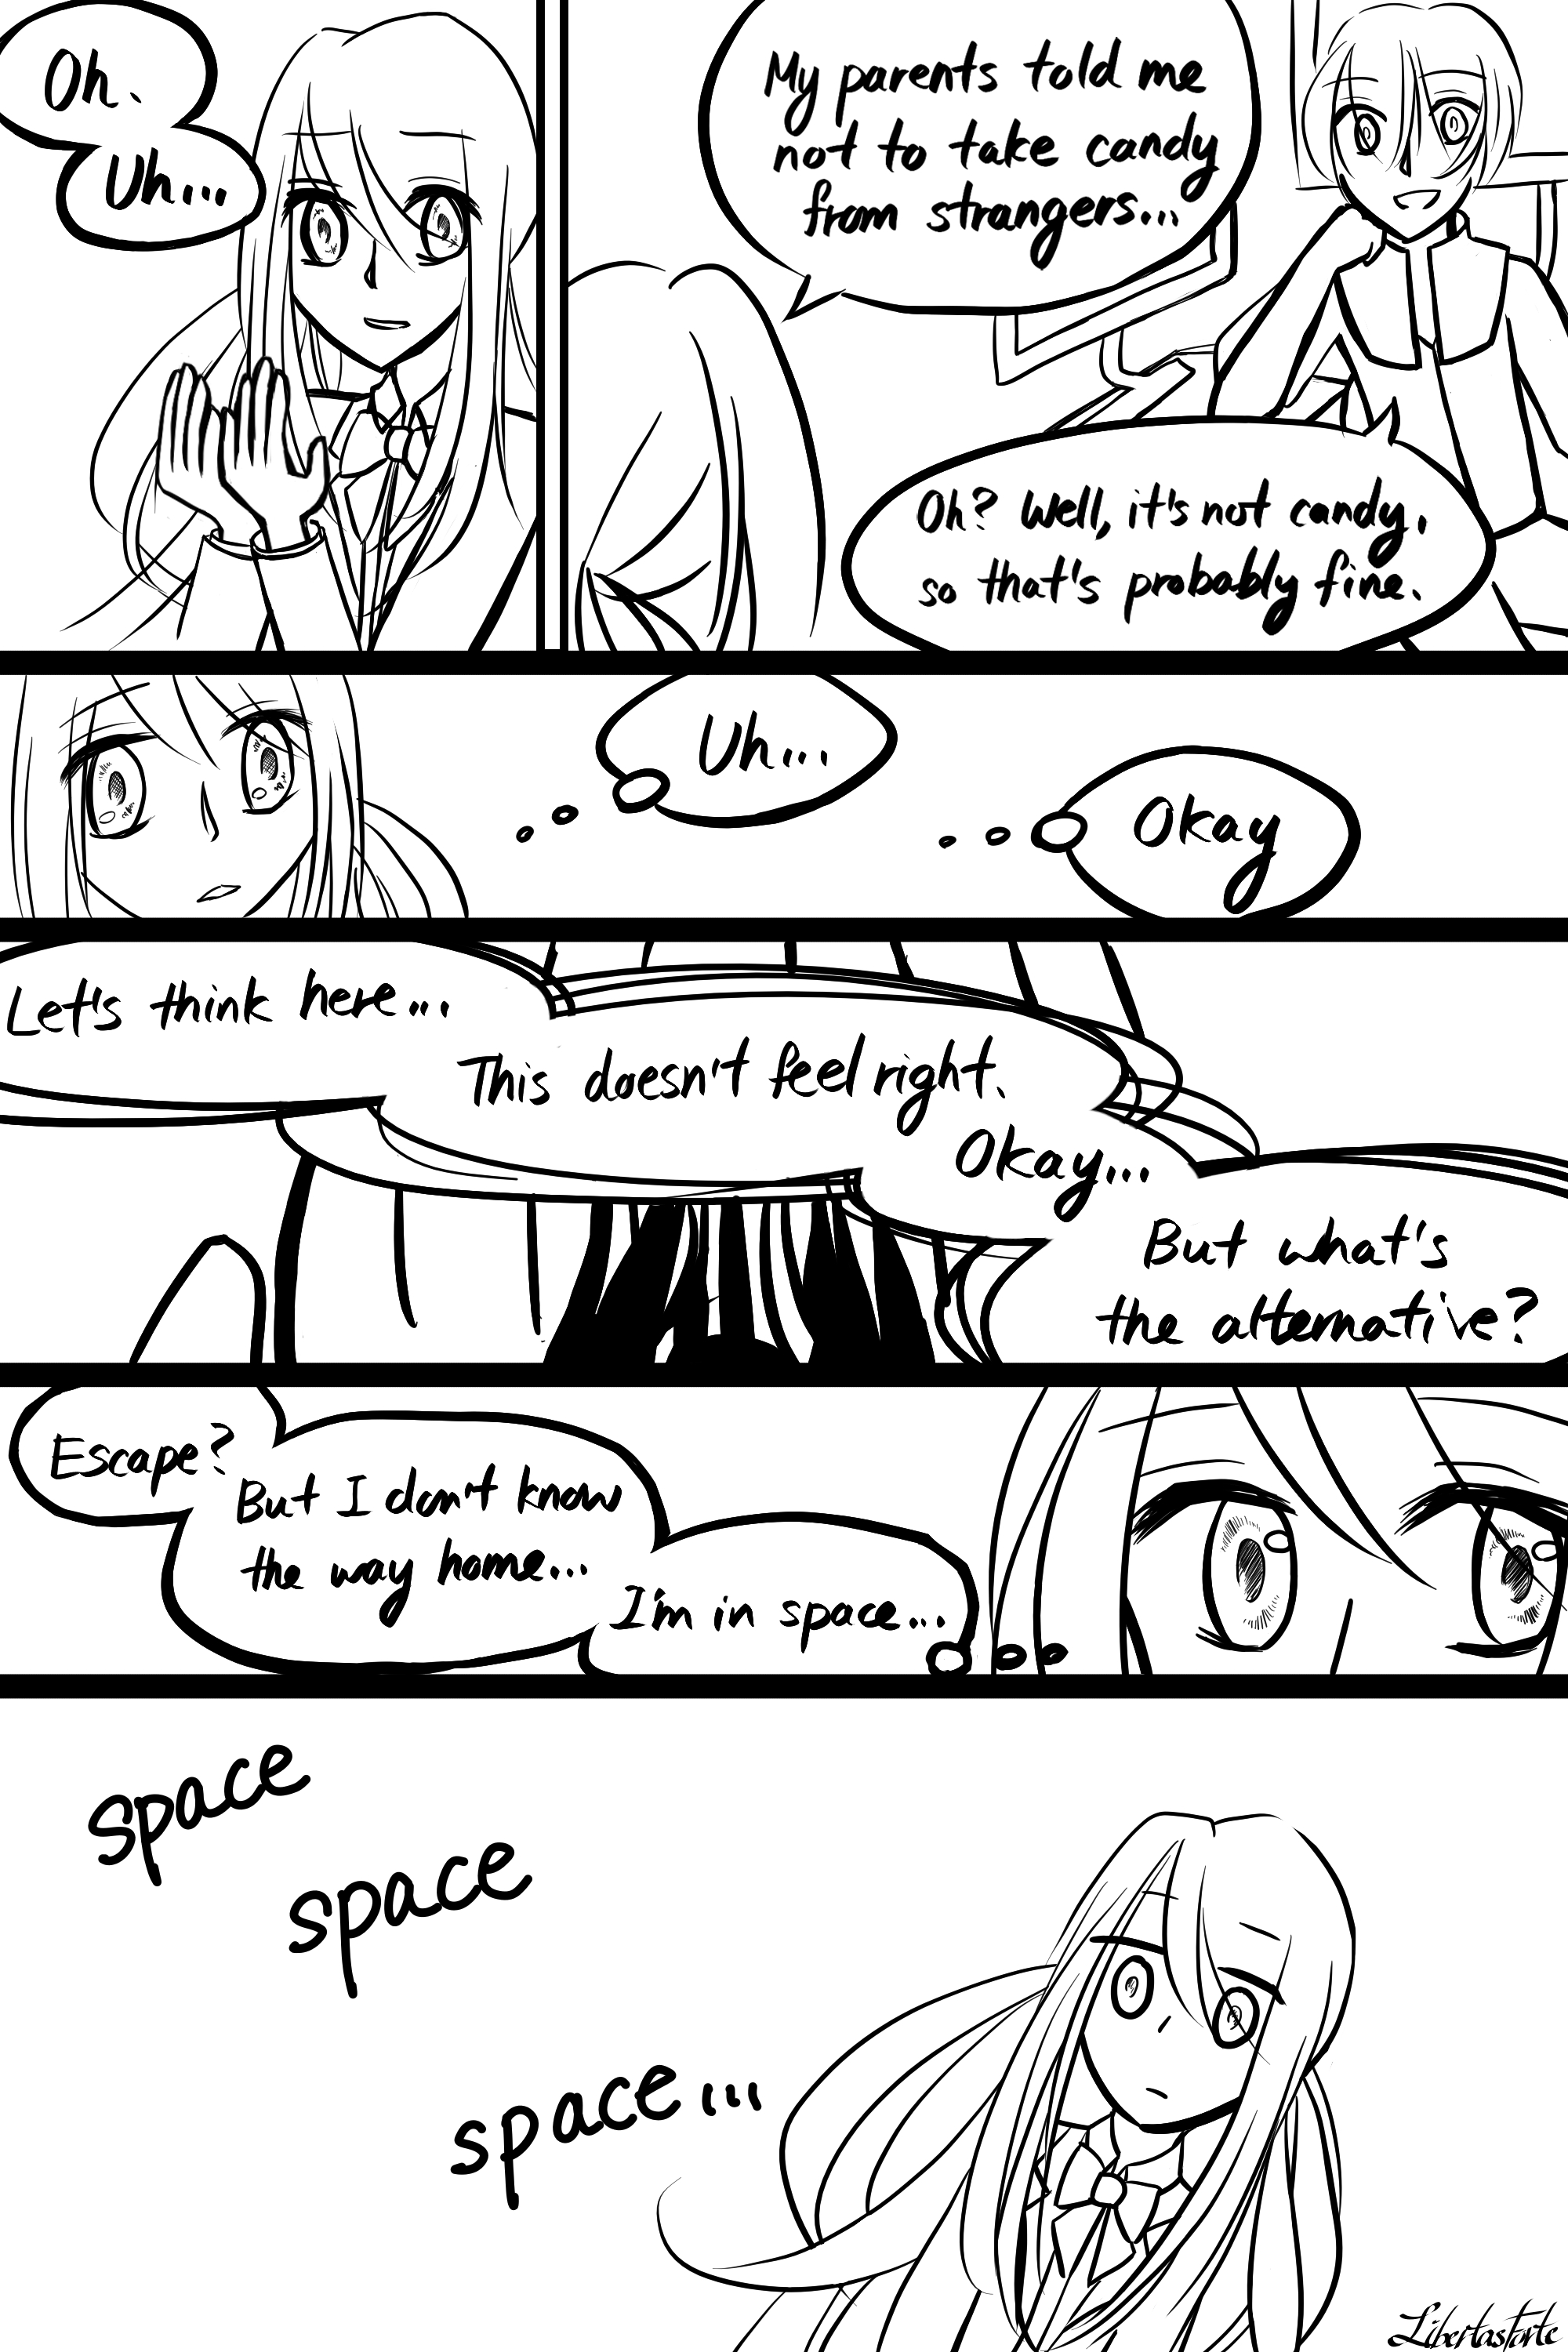 Oh.
Uh...
My parents told me
not to take candy
from strangers...
Oh? Well, it's not candy,
so that's probably fine.
Uh...
Okay
Let's think here...
This doesn't feel right.
Okay...
But what's
the alternative?
Escape?
But I don't know
the way home...
I'm in space...
space
space
space...
Libertasforte